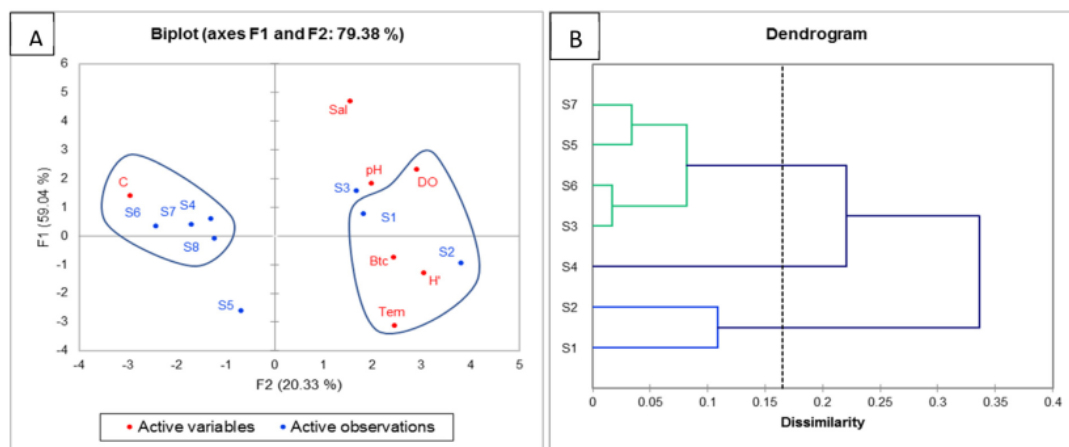 A
Biplot (axes F1 and F2: 79.38 %)
6
5
4
3
2
1
0
-1
-2
-3
-4
F1 (59.04 %)
Sal
pH
DO
S3
S1
C
S6 S7 S4
S8
S2
Btc
H'
S5
Tem
-4 -3 -2 -1 0 1 2 3 4 5
F2 (20.33 %)
Active variables Active observations
B
Dendrogram
S7
S5
S6
S3
S4
S2
S1
0 0.05 0.1 0.15 0.2 0.25 0.3 0.35 0.4
Dissimilarity